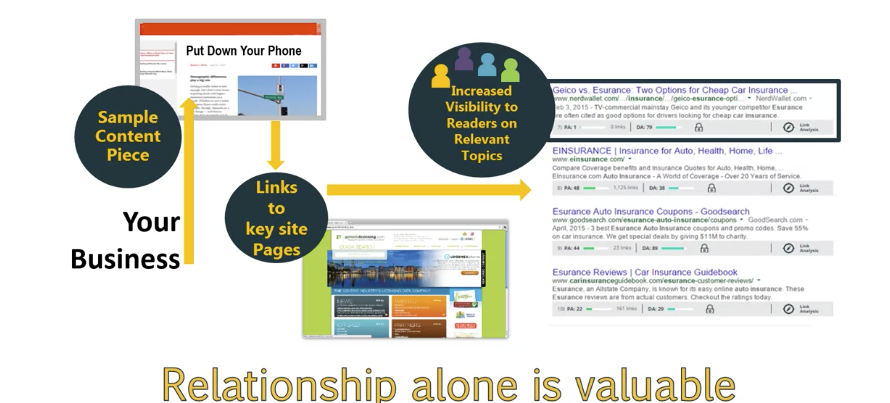 Put Down Your Phone
Sample
Content
Piece
Your
Business
Links
to
key site
Pages
Increased
Visibility to
Readers on
Relevant
Topics
Geico vs. Esurance: Two Options for Cheap Car Insurance ...
www.nerdwallet.com/.../insurance/.../geico-esurance-opti... NerdWallet.com -
Feb 3, 2015 - TV-commercial mainstay Geico and its younger competitor Esurance
are often cited as good options for drivers looking for cheap car insurance.
PA: 1 0 links DA: 79 Link Analysis
EINSURANCE | Insurance for Auto, Health, Home, Life ...
www.einsurance.com/
Compare Coverage benefits and Insurance Quotes for Auto, Health, Home, ...
EInsurance.com Auto Insurance - A World of Coverage - Over 20 Years of Service.
PA: 48 1,125 links DA: 38 Link Analysis
Esurance Auto Insurance Coupons - Goodsearch
www.goodsearch.com/esurance-auto-insurance/coupons GoodSearch.com -
April, 2015 - 3 best Esurance Auto Insurance coupons and promo codes. Save 55%
on car insurance. We get special deals by giving $11M to charity.
PA: 44 22 links DA: 89 Link Analysis
Esurance Reviews | Car Insurance Guidebook
www.carinsuranceguidebook.com/esurance-customer-reviews/
Esurance, an Allstate Company, is known for its easy online auto insurance. These
Esurance reviews are from actual customers. Checkout the ratings today.
PA: 22 161 links DA: 29 Link Analysis
Relationship alone is valuable